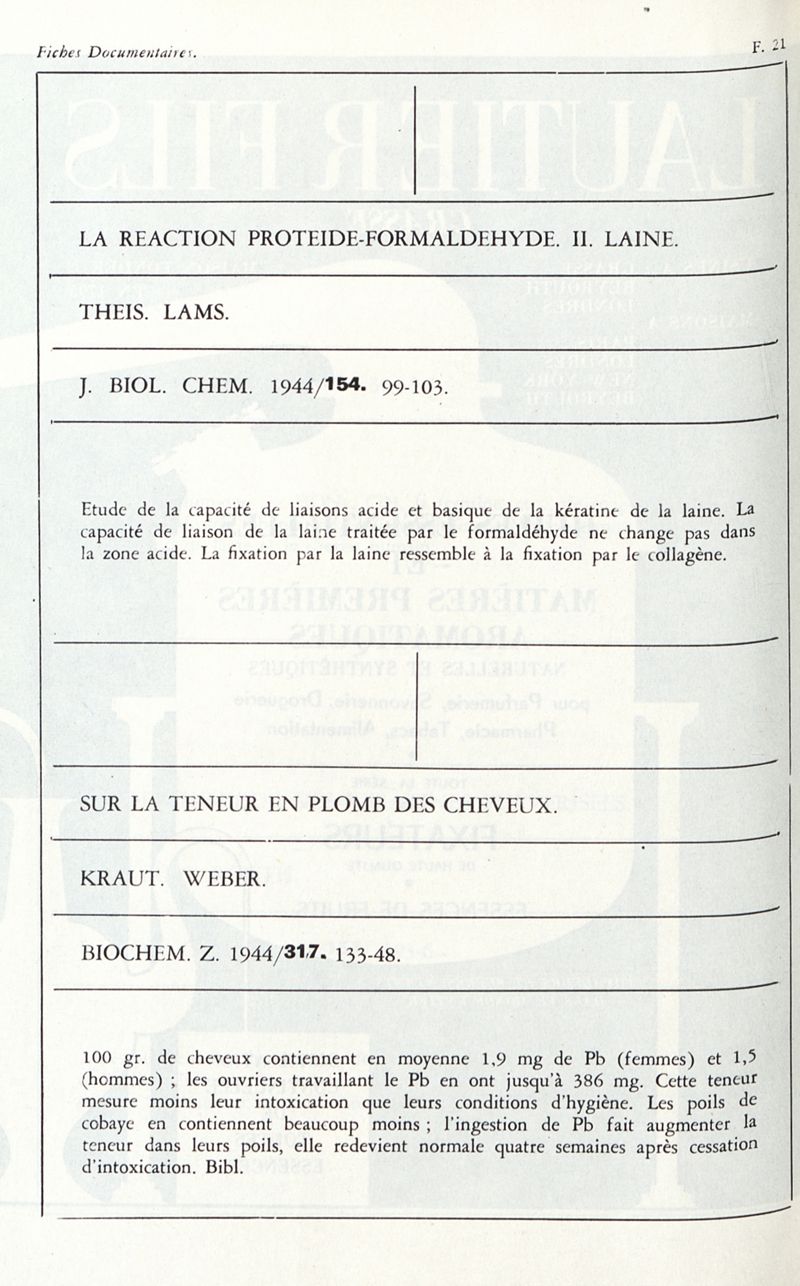 Fiches Documentaires.
F. 21
LA REACTION PROTEIDE-FORMALDEHYDE. II. LAINE.
THEIS. LAMS.
J. BIOL. CHEM. 1944/154. 99-103.
Etude de la capacité de liaisons acide et basique de la kératine de la laine. La
capacité de liaison de la laine traitée par le formaldéhyde ne change pas dans
la zone acide. La fixation par la laine ressemble à la fixation par le collagène.
SUR LA TENEUR EN PLOMB DES CHEVEUX.
KRAUT. WEBER.
BIOCHEM. Z. 1944/317. 133-48.
100 gr. de cheveux contiennent en moyenne 1,9 mg de Pb (femmes) et 1,5
(hommes) ; les ouvriers travaillant le Pb en ont jusqu'à 386 mg. Cette teneur
mesure moins leur intoxication que leurs conditions d'hygiène. Les poils de
cobaye en contiennent beaucoup moins ; l'ingestion de Pb fait augmenter la
teneur dans leurs poils, elle redevient normale quatre semaines après cessation
d'intoxication. Bibl.